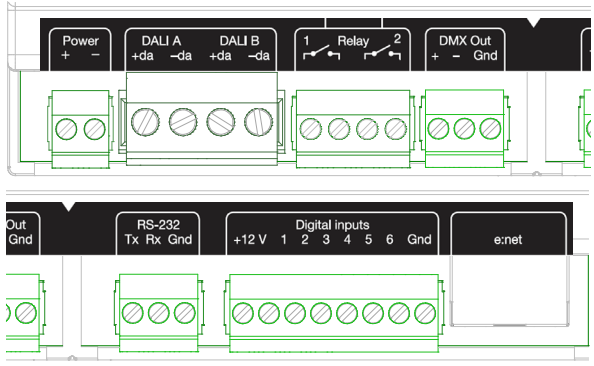 Power
+ −
DALI A DALI B
+da −da +da −da
1 Relay 2
DMX Out
+ − Gnd
Out
Gnd
RS-232
Tx Rx Gnd
Digital inputs
+12 V 1 2 3 4 5 6 Gnd
e:net